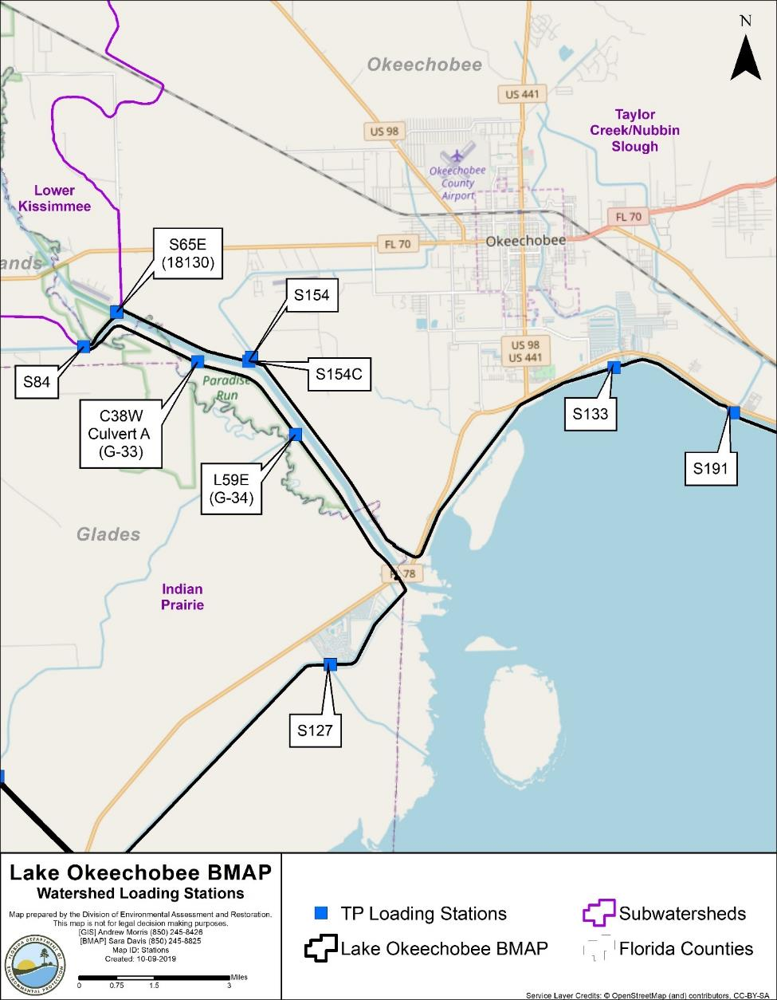 N
Okeechobee
US 441
Taylor
Creek/Nubbin
Slough
US 98
Okeechobee
County
Airport
Lower
Kissimmee
FL 70
S65E
(18130)
FL 70
Okeechobee
ands
S154
US 98
US 441
S154C
S84
Paradise
Run
C38W
Culvert A
(G-33)
S133
S191
L59E
(G-34)
Glades
78
Indian
Prairie
S127
Lake Okeechobee BMAP
Watershed Loading Stations
Map prepared by the Division of Environmental Assessment and Restoration.
This map is not for legal decision making purposes.
[GIS] Andrew Morris (850) 245-8426
[BMAP] Sara Davis (850) 245-8825
Map ID: Stations
Created: 10-09-2019
FLORIDA DEPARTMENT OF
ENVIRONMENTAL PROTECTION
Miles
0 0.75 1.5 3
TP Loading Stations
Subwatersheds
Lake Okeechobee BMAP
Florida Counties
Service Layer Credits: © OpenStreetMap (and) contributors, CC-BY-SA